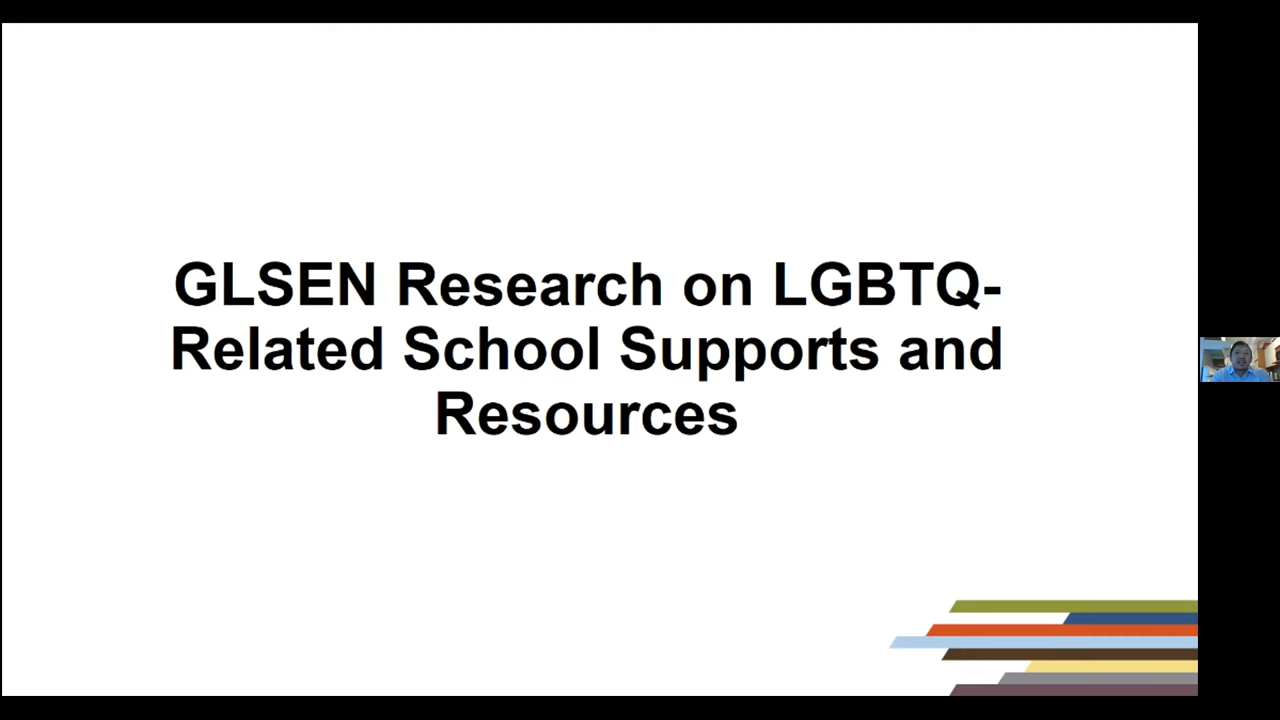 GLSEN Research on LGBTQ-
Related School Supports and
Resources